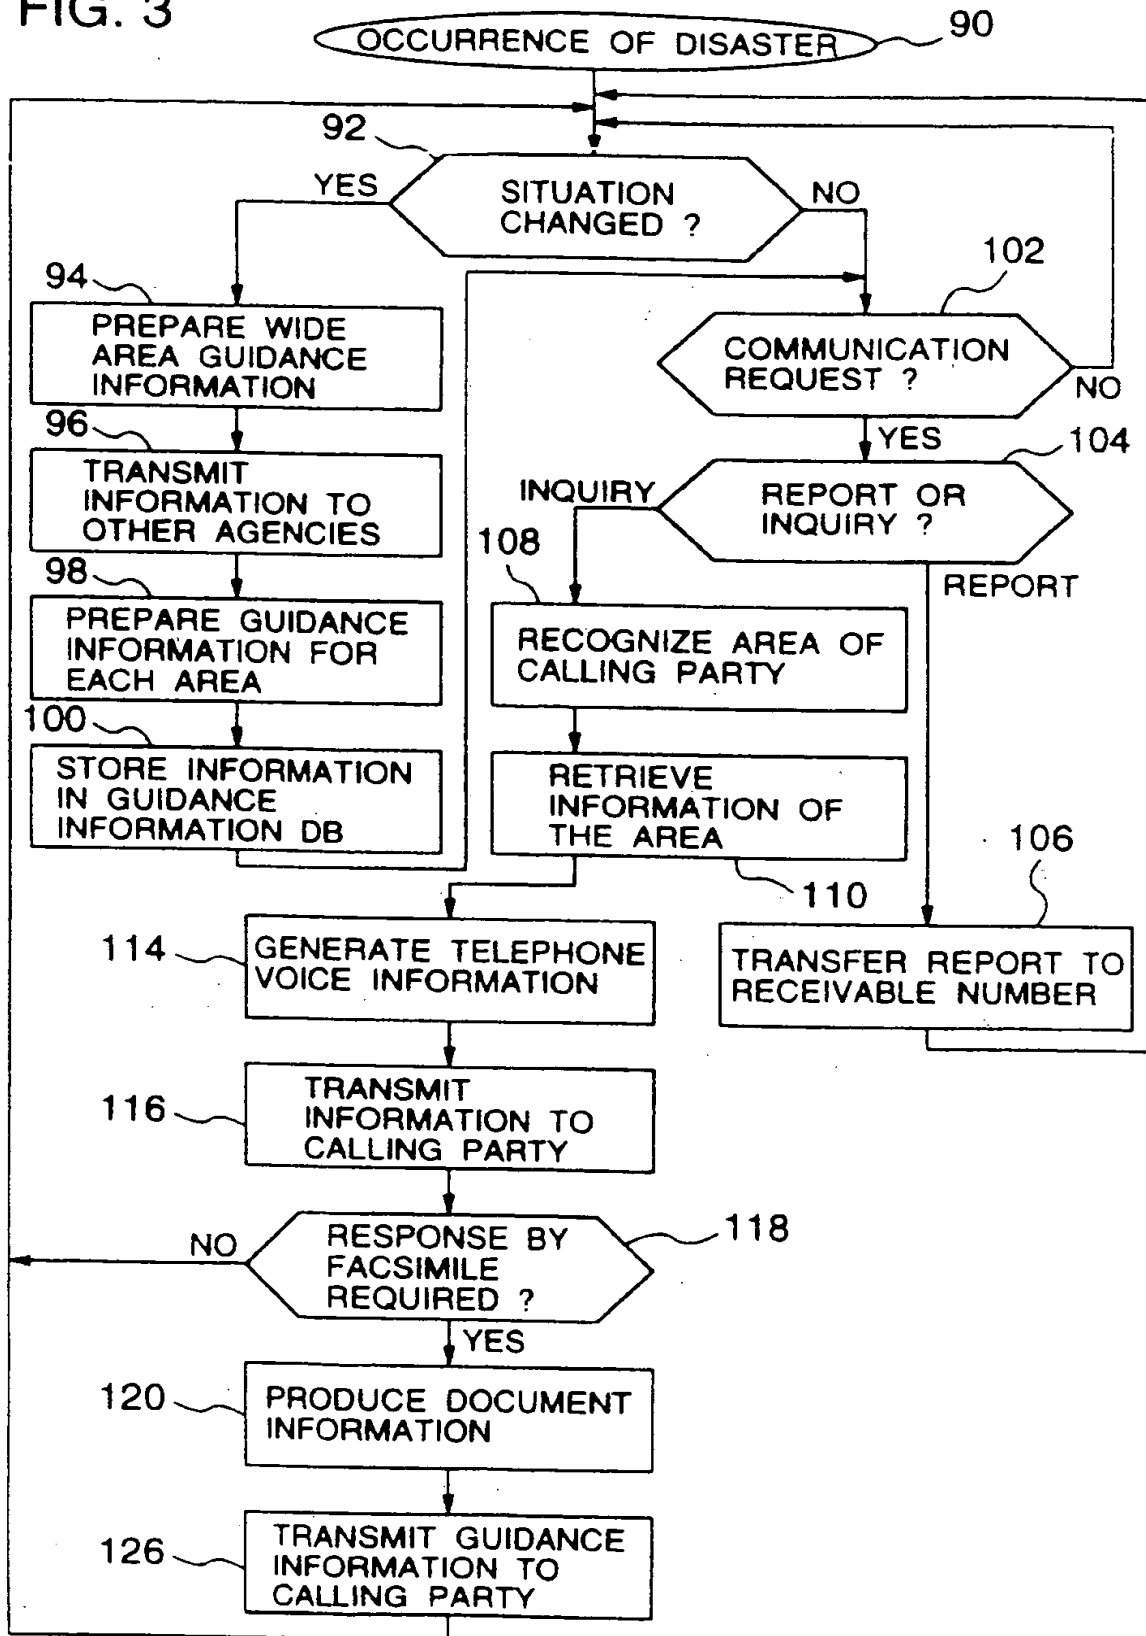 FIG. 3
OCCURRENCE OF DISASTER
90
92
YES
SITUATION
CHANGED ?
NO
94
PREPARE WIDE
AREA GUIDANCE
INFORMATION
102
COMMUNICATION
REQUEST ?
NO
YES
96
TRANSMIT
INFORMATION TO
OTHER AGENCIES
104
REPORT OR
INQUIRY ?
INQUIRY
REPORT
98
PREPARE GUIDANCE
INFORMATION FOR
EACH AREA
108
RECOGNIZE AREA OF
CALLING PARTY
100
STORE INFORMATION
IN GUIDANCE
INFORMATION DB
RETRIEVE
INFORMATION OF
THE AREA
110
106
TRANSFER REPORT TO
RECEIVABLE NUMBER
114
GENERATE TELEPHONE
VOICE INFORMATION
116
TRANSMIT
INFORMATION TO
CALLING PARTY
NO
RESPONSE BY
FACSIMILE
REQUIRED ?
118
YES
120
PRODUCE DOCUMENT
INFORMATION
126
TRANSMIT GUIDANCE
INFORMATION TO
CALLING PARTY